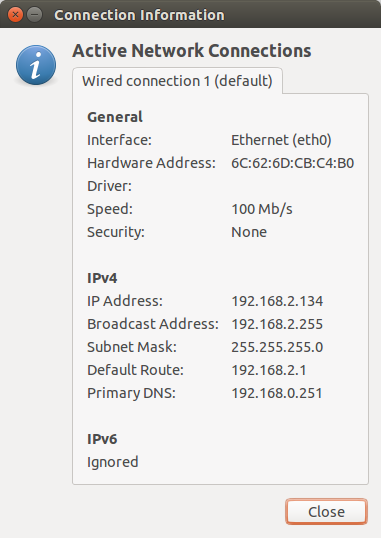 Connection Information
Active Network Connections
Wired connection 1 (default)
General
Interface: Ethernet (eth0)
Hardware Address: 6C:62:6D:CB:C4:B0
Driver:
Speed: 100 Mb/s
Security: None
IPv4
IP Address: 192.168.2.134
Broadcast Address: 192.168.2.255
Subnet Mask: 255.255.255.0
Default Route: 192.168.2.1
Primary DNS: 192.168.0.251
IPv6
Ignored
Close